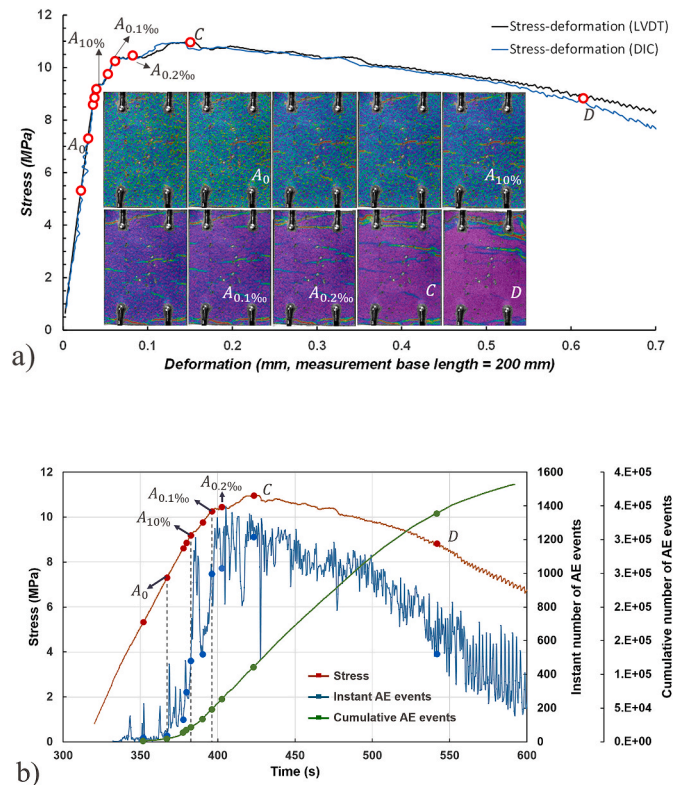 Stress-deformation (LVDT)
Stress-deformation (DIC)
12
10
8
6
4
2
0
Stress (MPa)
A0.1‰
C
A10%
A0.2‰
A0
D
A0
A10%
A0.1‰
A0.2‰
C
D
0
0.1
0.2
0.3
0.4
0.5
0.6
0.7
Deformation (mm, measurement base length = 200 mm)
a)
12
10
8
6
4
2
0
Stress (MPa)
A0.2‰
C
A0.1‰
A10%
A0
D
Stress
Instant AE events
Cumulative AE events
1600
1400
1200
1000
800
600
400
200
0
Instant number of AE events
4.E+05
4.E+05
3.E+05
3.E+05
2.E+05
2.E+05
1.E+05
5.E+04
0.E+00
Cumulative number of AE events
300
350
400
450
500
550
600
Time (s)
b)